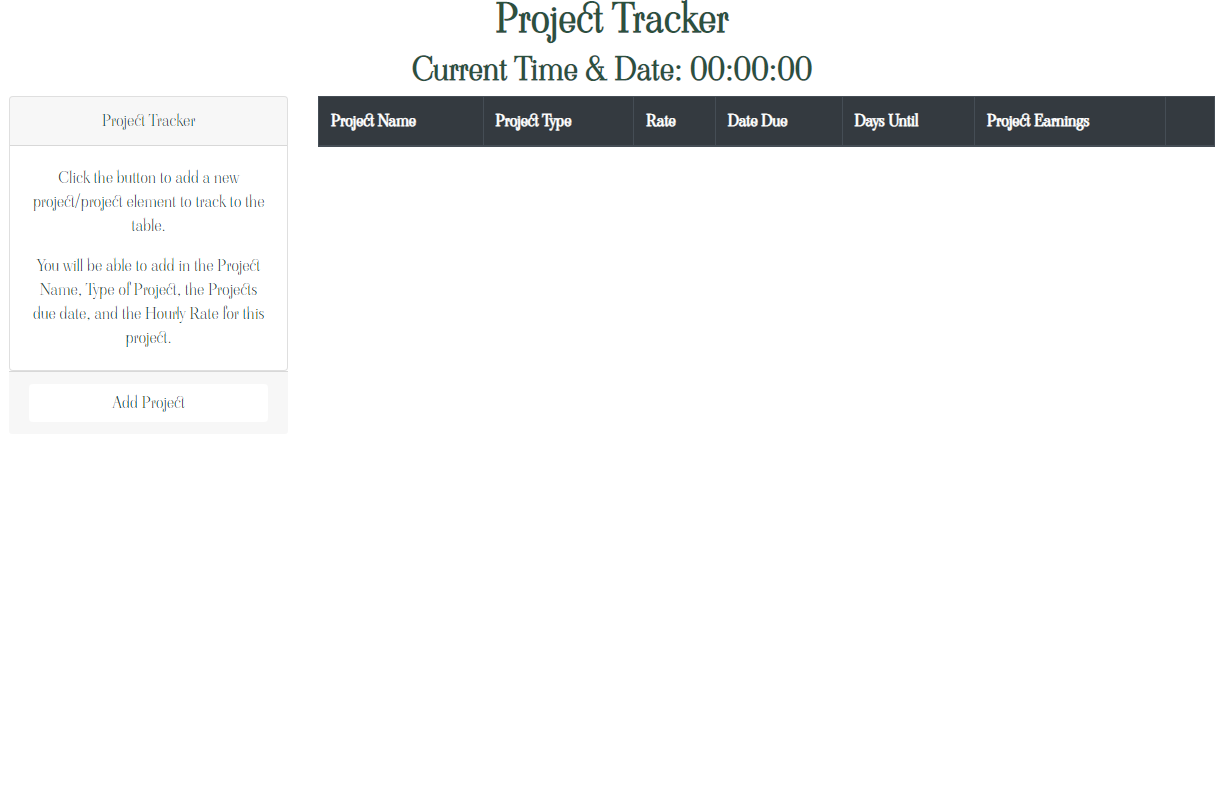 Project Tracker
Current Time & Date: 00:00:00
Project Tracker
Click the button to add a new
project/project element to track to the
table.
You will be able to add in the Project
Name, Type of Project, the Projects
due date, and the Hourly Rate for this
project.
Add Project
Project Name Project Type Rate Date Due Days Until Project Earnings